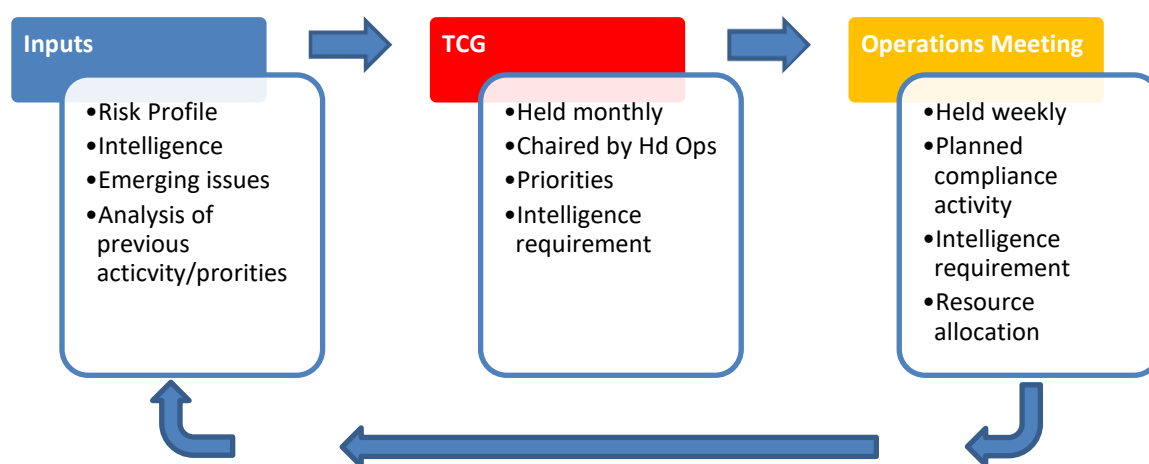 Inputs
•Risk Profile
•Intelligence
•Emerging issues
•Analysis of
previous
acticvity/prorities
TCG
•Held monthly
•Chaired by Hd Ops
•Priorities
•Intelligence
requirement
Operations Meeting
•Held weekly
•Planned
compliance
activity
•Intelligence
requirement
•Resource
allocation